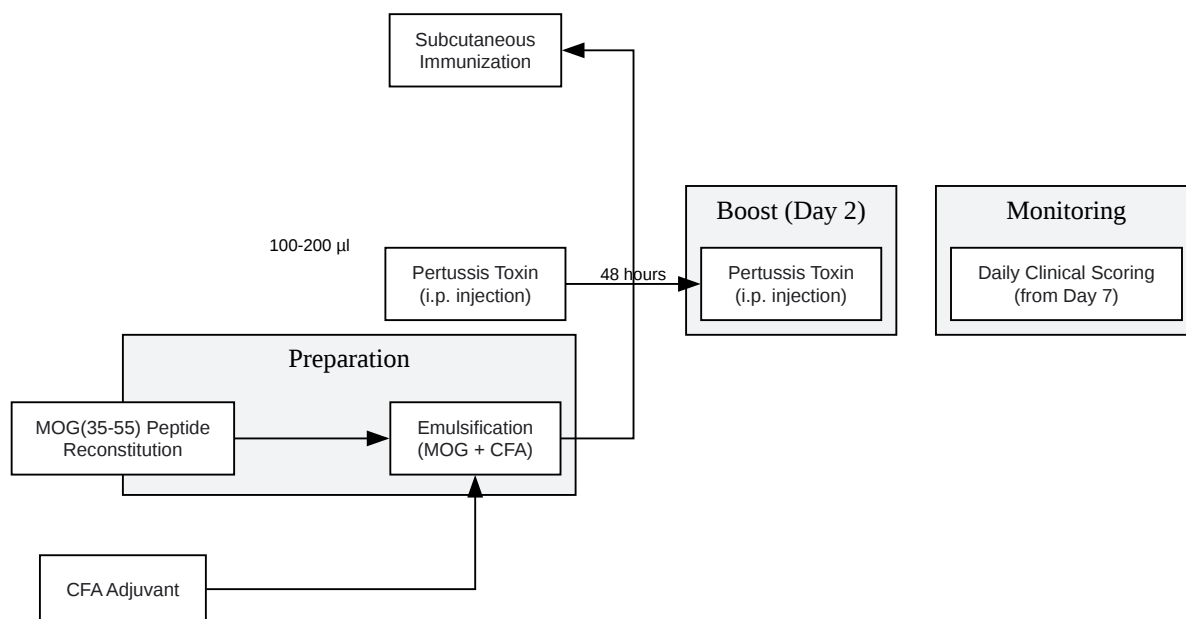 Subcutaneous
Immunization
Boost (Day 2)
Monitoring
100-200 µl
Pertussis Toxin
(i.p. injection)
48 hours
Pertussis Toxin
(i.p. injection)
Daily Clinical Scoring
(from Day 7)
Preparation
MOG(35-55) Peptide
Reconstitution
Emulsification
(MOG + CFA)
CFA Adjuvant